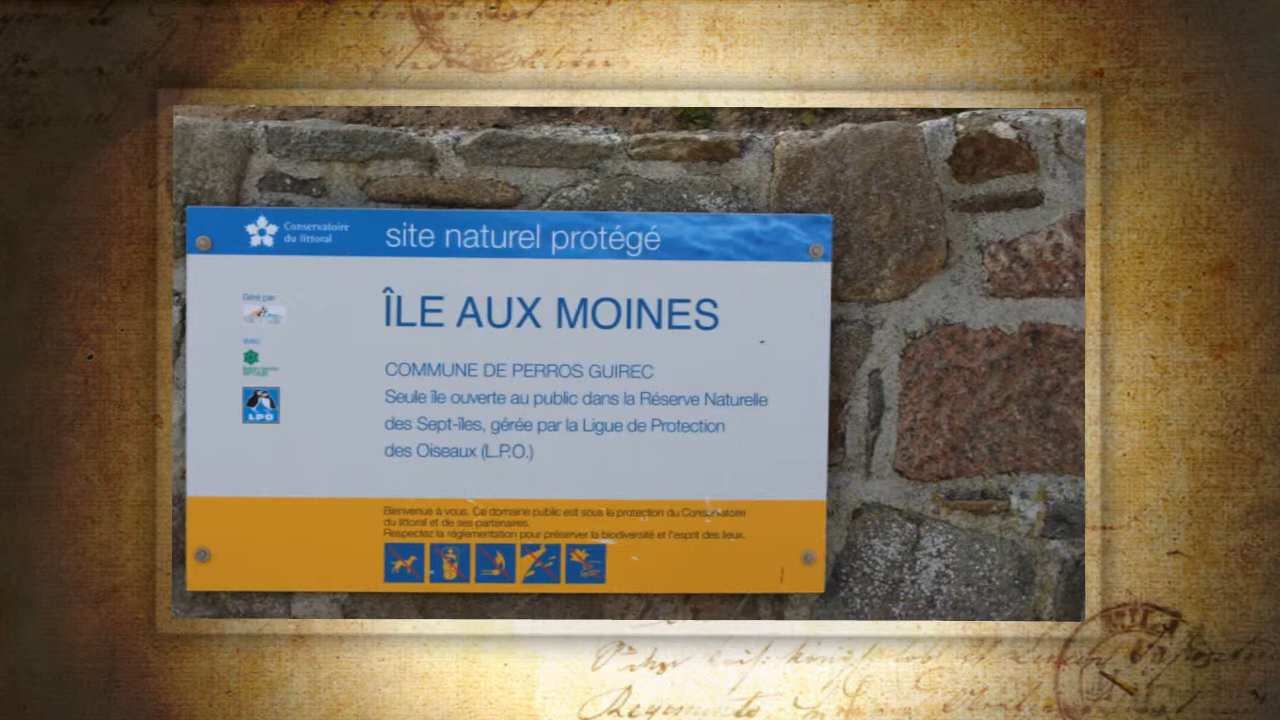 Conservatoire
du littoral
site naturel protégé
Géré par:
avec
LPO
ÎLE AUX MOINES
COMMUNE DE PERROS GUIREC
Seule île ouverte au public dans la Réserve Naturelle
des Sept-îles, gérée par la Ligue de Protection
des Oiseaux (L.P.O.)
Bienvenue à vous. Ce domaine public est sous la protection du Conservatoire
du littoral et de ses partenaires.
Respectez la réglementation pour préserver la biodiversité et l'esprit des lieux.